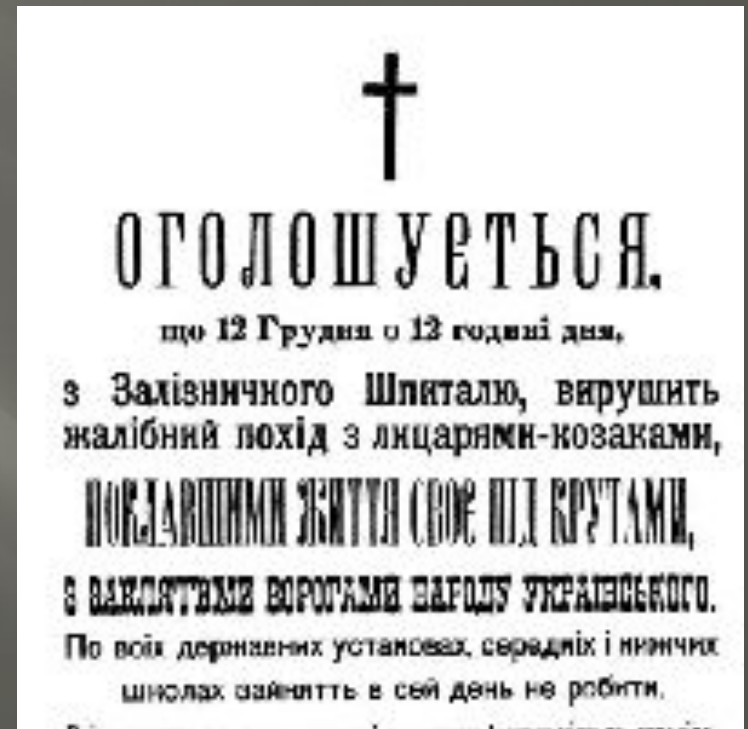 ОГОЛОШУЄТЬСЯ,
що 12 Грудня о 12 годині дня,
з Залізничного Шпиталю, вирушить
жалібний похід з лицарями-козаками,
ПОКЛАВШИМИ ЖИТТЯ СВОЄ ПІД КРУТАМИ,
З ЗАКЛЯТИМИ ВОРОГАМИ НАРОДУ УКРАЇНСЬКОГО.
По всіх державних установах, середніх і нижчих
школах зайняття в сей день не робити.